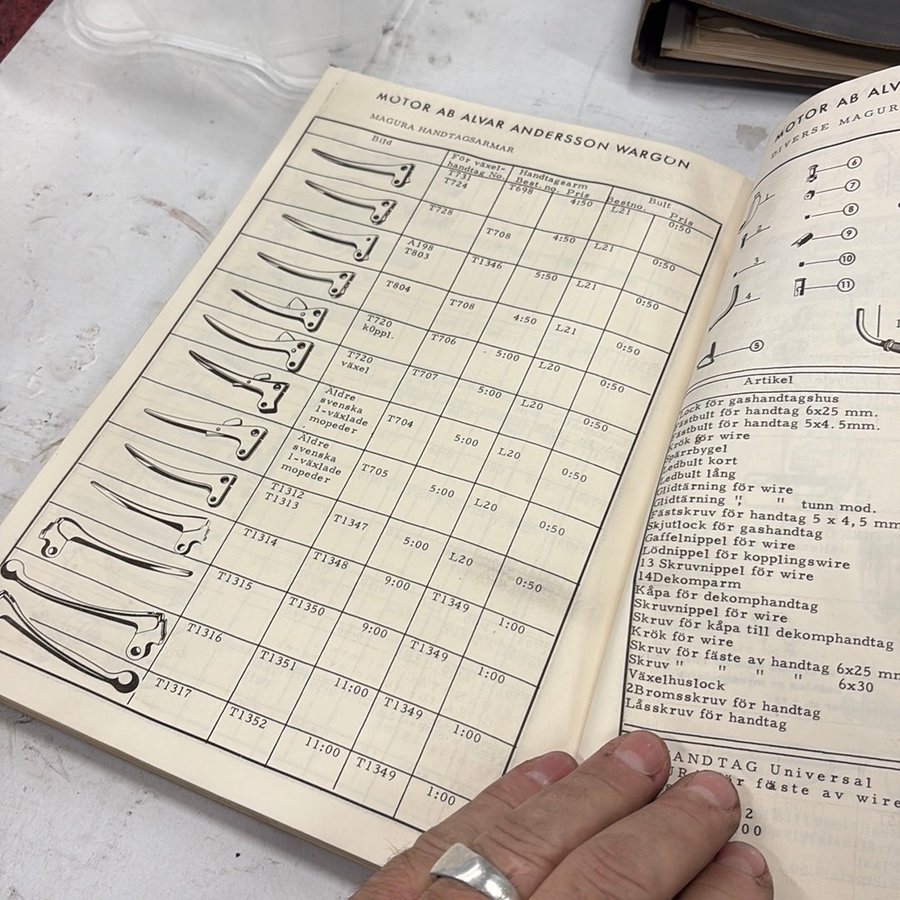 MOTOR AB ALVAR ANDERSSON WARGÖN
MAGURA HANDTAGSARMAR
Bild För växel- Handtagsarm Bult
handtag No. Best.no. Pris Bestno. Pris
T731 T698 4:50 L21 0:50
T724
T728 T708 4:50 L21 0:50
A198 T1346 5:50 L21 0:50
T803
T804 T708 4:50 L21 0:50
T720 T706 5:00 L20 0:50
köppl.
T720 T707 5:00 L20 0:50
växel
Äldre T704 5:00 L20 0:50
svenska
1-växlade
mopeder
Äldre T705 5:00 L20 0:50
svenska
1-växlade
mopeder
T1312 T1347 5:00 L20 0:50
T1313
T1314 T1348 9:00 T1349 1:00
T1315 T1350 9:00 T1349 1:00
T1316 T1351 11:00 T1349 1:00
T1317 T1352 11:00 T1349 1:00
MOTOR AB ALV
DIVERSE MAGUR
6
7
2
8
9
3
10
4
11
5
Artikel
Lock för gashandtagshus
Fästbult för handtag 6x25 mm.
Fästbult för handtag 5x4.5mm.
Krök för wire
Spärrbygel
Ledbult kort
Ledbult lång
Glidtärning för wire
Glidtärning " " tunn mod.
Fästskruv för handtag 5 x 4,5 mm
Skjutlock för gashandtag
Gaffelnippel för wire
Lödnippel för kopplingswire
13 Skruvnippel för wire
14Dekomparm
Kåpa för dekomphandtag
Skruvnippel för wire
Skruv för kåpa till dekomphandtag
Krök för wire
Skruv för fäste av handtag 6x25 mm
Skruv " " " " 6x30
Växelhuslock
2Bromsskruv för handtag
Låsskruv för handtag
HANDTAG Universal
för fäste av wire
2
00